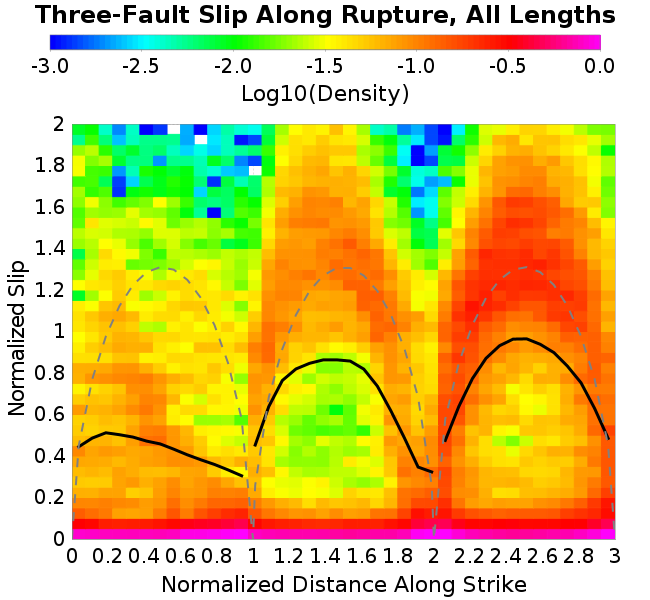 Three-Fault Slip Along Rupture, All Lengths
-3.0 -2.5 -2.0 -1.5 -1.0 -0.5 0.0
Log10(Density)
2
1.8
1.6
1.4
1.2
1
0.8
0.6
0.4
0.2
0
Normalized Slip
0 0.2 0.4 0.6 0.8 1 1.2 1.4 1.6 1.8 2 2.2 2.4 2.6 2.8 3
Normalized Distance Along Strike